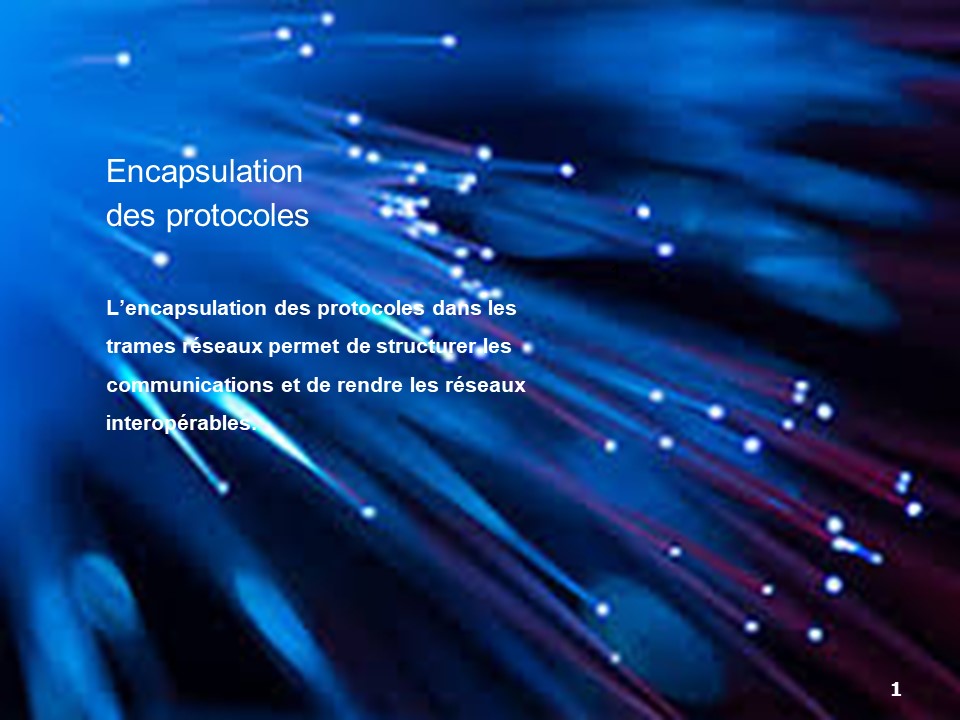 Encapsulation
des protocoles
L’encapsulation des protocoles dans les
trames réseaux permet de structurer les
communications et de rendre les réseaux
interopérables.
1